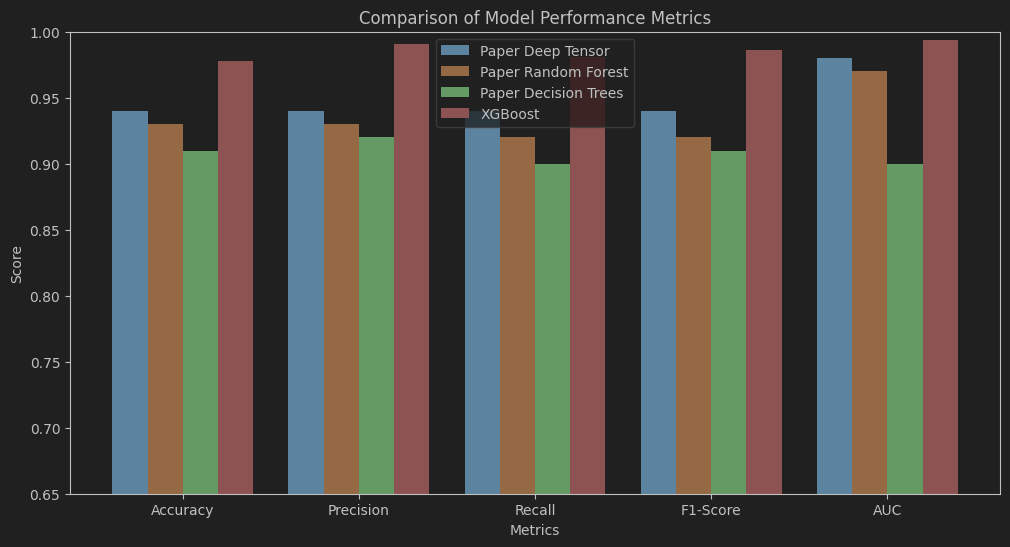 Comparison of Model Performance Metrics
Paper Deep Tensor
Paper Random Forest
Paper Decision Trees
XGBoost
Score
1.00
0.95
0.90
0.85
0.80
0.75
0.70
0.65
Accuracy
Precision
Recall
F1-Score
AUC
Metrics